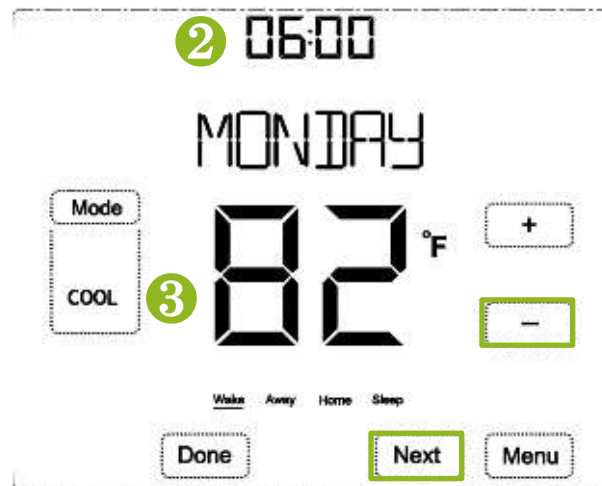 2 06:00
MONDAY
Mode
COOL
3 82 °F
+
−
Wake Away Home Sleep
Done Next Menu